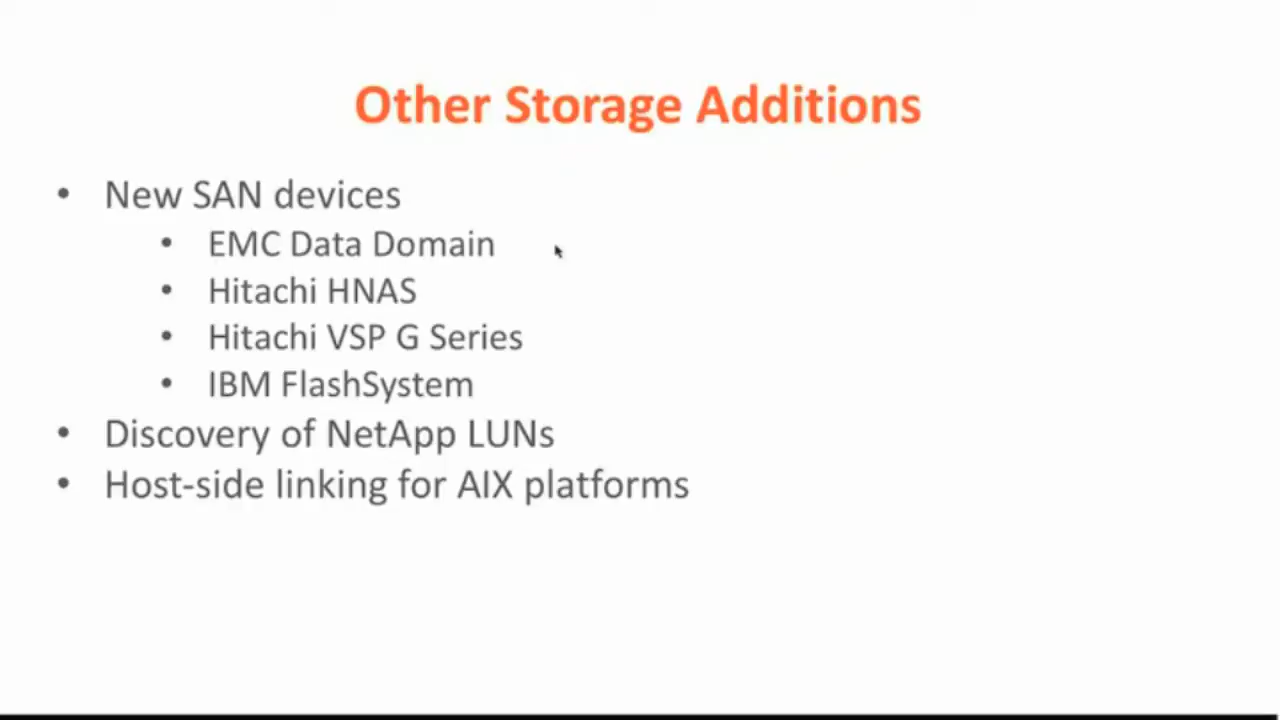 Other Storage Additions
• New SAN devices
• EMC Data Domain
• Hitachi HNAS
• Hitachi VSP G Series
• IBM FlashSystem
• Discovery of NetApp LUNs
• Host-side linking for AIX platforms